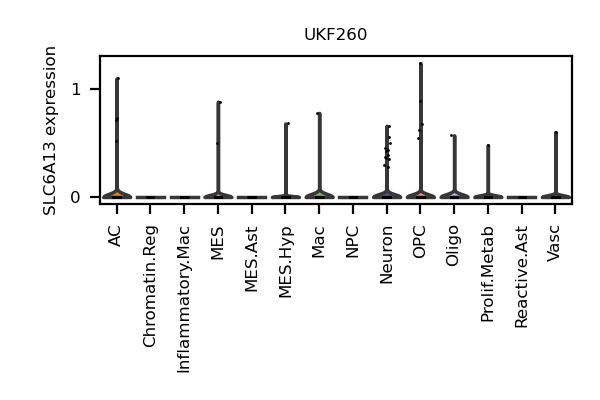 UKF260
SLC6A13 expression
1
0
AC
Chromatin.Reg
Inflammatory.Mac
MES
MES.Ast
MES.Hyp
Mac
NPC
Neuron
OPC
Oligo
Prolif.Metab
Reactive.Ast
Vasc